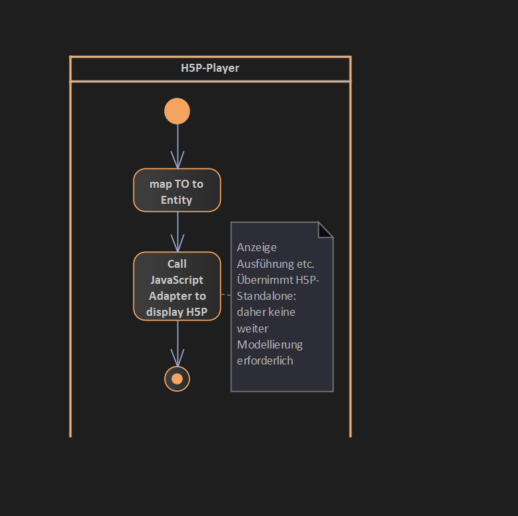 H5P-Player
map TO to
Entity
Call
JavaScript
Adapter to
display H5P
Anzeige
Ausführung etc.
Übernimmt H5P-
Standalone:
daher keine
weiter
Modellierung
erforderlich